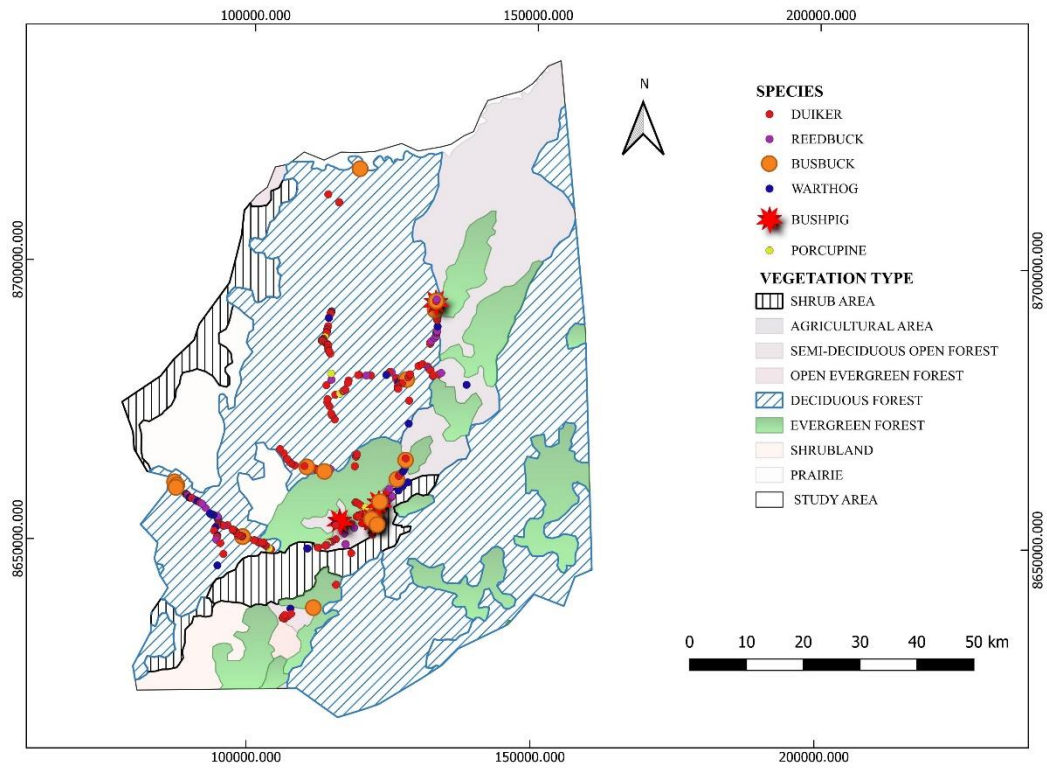 100000.000 150000.000 200000.000
N
SPECIES
DUIKER
REEDBUCK
BUSBUCK
WARTHOG
BUSHPIG
PORCUPINE
VEGETATION TYPE
SHRUB AREA
AGRICULTURAL AREA
SEMI-DECIDUOUS OPEN FOREST
OPEN EVERGREEN FOREST
DECIDUOUS FOREST
EVERGREEN FOREST
SHRUBLAND
PRAIRIE
STUDY AREA
8700000.000 8700000.000
8650000.000 8650000.000
0 10 20 30 40 50 km
100000.000 150000.000 200000.000